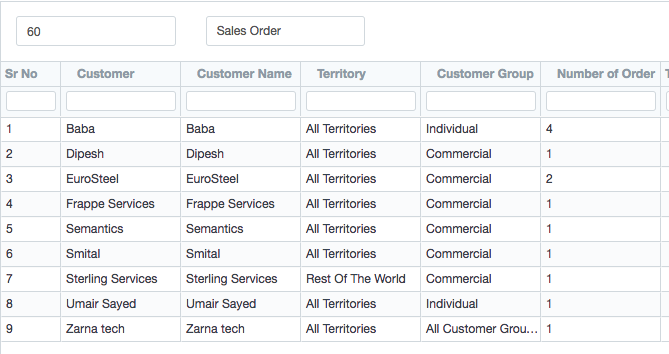 60 Sales Order
Sr No Customer Customer Name Territory Customer Group Number of Order
1 Baba Baba All Territories Individual 4
2 Dipesh Dipesh All Territories Commercial 1
3 EuroSteel EuroSteel All Territories Commercial 2
4 Frappe Services Frappe Services All Territories Commercial 1
5 Semantics Semantics All Territories Commercial 1
6 Smital Smital All Territories Commercial 1
7 Sterling Services Sterling Services Rest Of The World Commercial 1
8 Umair Sayed Umair Sayed All Territories Individual 1
9 Zarna tech Zarna tech All Territories All Customer Grou... 1